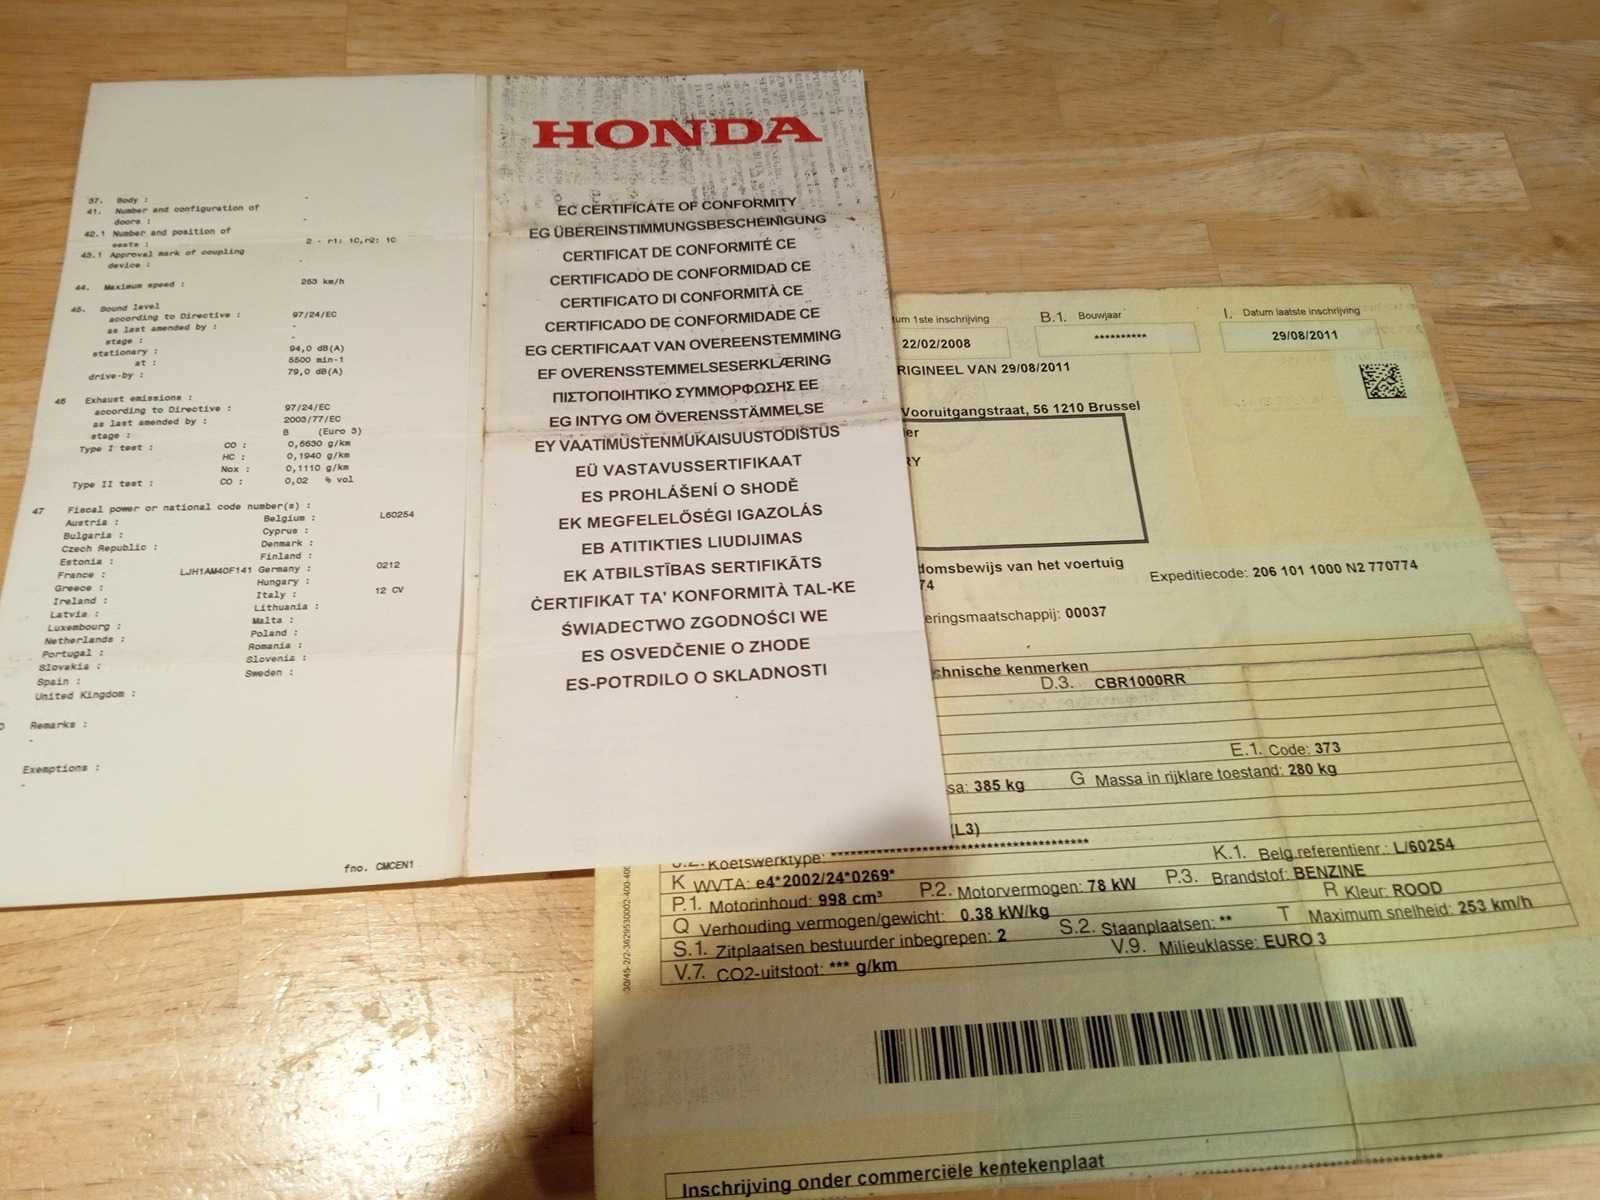 37. Body : -
41. Number and configuration of
doors : -
42.1 Number and position of
seats : 2 - r1: 1C,r2: 1C
43.1 Approval mark of coupling
device : -
44. Maximum speed : 253 km/h
45. Sound level
according to Directive : 97/24/EC
as last amended by : -
stage : -
stationary : 94,0 dB(A)
at : 5500 min-1
drive-by : 79,0 dB(A)
46 Exhaust emissions :
according to Directive : 97/24/EC
as last amended by : 2003/77/EC
stage : B (Euro 3)
Type I test : CO : 0,6630 g/km
HC : 0,1940 g/km
Nox : 0,1110 g/km
Type II test : CO : 0,02 % vol
47 Fiscal power or national code number(s) :
Austria : Belgium : L60254
Bulgaria : Cyprus :
Czech Republic : Denmark :
Estonia : Finland :
France : LJH1AM40F141 Germany : 0212
Greece : Hungary :
Ireland : Italy : 12 CV
Latvia : Lithuania :
Luxembourg : Malta :
Netherlands : Poland :
Portugal : Romania :
Slovakia : Slovenia :
Spain : Sweden :
United Kingdom :
Remarks :
-
Exemptions :
-
fno. CMCEN1
HONDA
EC CERTIFICATE OF CONFORMITY
EG ÜBEREINSTIMMUNGSBESCHEINIGUNG
CERTIFICAT DE CONFORMITÉ CE
CERTIFICADO DE CONFORMIDAD CE
CERTIFICATO DI CONFORMITÀ CE
CERTIFICADO DE CONFORMIDADE CE
EG CERTIFICAAT VAN OVEREENSTEMMING
EF OVERENSSTEMMELSESERKLÆRING
ΠΙΣΤΟΠΟΙΗΤΙΚΟ ΣΥΜΜΟΡΦΩΣΗΣ ΕΕ
EG INTYG OM ÖVERENSSTÄMMELSE
EY VAATIMUSTENMUKAISUUSTODISTUS
EÜ VASTAVUSSERTIFIKAAT
ES PROHLÁŠENÍ O SHODĚ
EK MEGFELELŐSÉGI IGAZOLÁS
EB ATITIKTIES LIUDIJIMAS
EK ATBILSTĪBAS SERTIFIKĀTS
ĊERTIFIKAT TA' KONFORMITÀ TAL-KE
ŚWIADECTWO ZGODNOŚCI WE
ES OSVEDČENIE O ZHODE
ES-POTRDILO O SKLADNOSTI
tum 1ste inschrijving B.1. Bouwjaar I. Datum laatste inschrijving
22/02/2008 ********** 29/08/2011
RIGINEEL VAN 29/08/2011
Vooruitgangstraat, 56 1210 Brussel
er
RY
domsbewijs van het voertuig
74 Expeditiecode: 206 101 1000 N2 770774
eringsmaatschappij: 00037
chnische kenmerken
D.3. CBR1000RR
E.1. Code: 373
sa: 385 kg G Massa in rijklare toestand: 280 kg
(L3)
J.2. Koetswerktype: ************************************
K WVTA: e4*2002/24*0269* K.1. Belg.referentienr.: L/60254
P.1. Motorinhoud: 998 cm³ P.2. Motorvermogen: 78 kW P.3. Brandstof: BENZINE
Q Verhouding vermogen/gewicht: 0.38 kW/kg R Kleur: ROOD
S.1. Zitplaatsen bestuurder inbegrepen: 2 S.2. Staanplaatsen: ** T Maximum snelheid: 253 km/h
V.7. CO2-uitstoot: *** g/km V.9. Milieuklasse: EURO 3
Inschrijving onder commerciële kentekenplaat